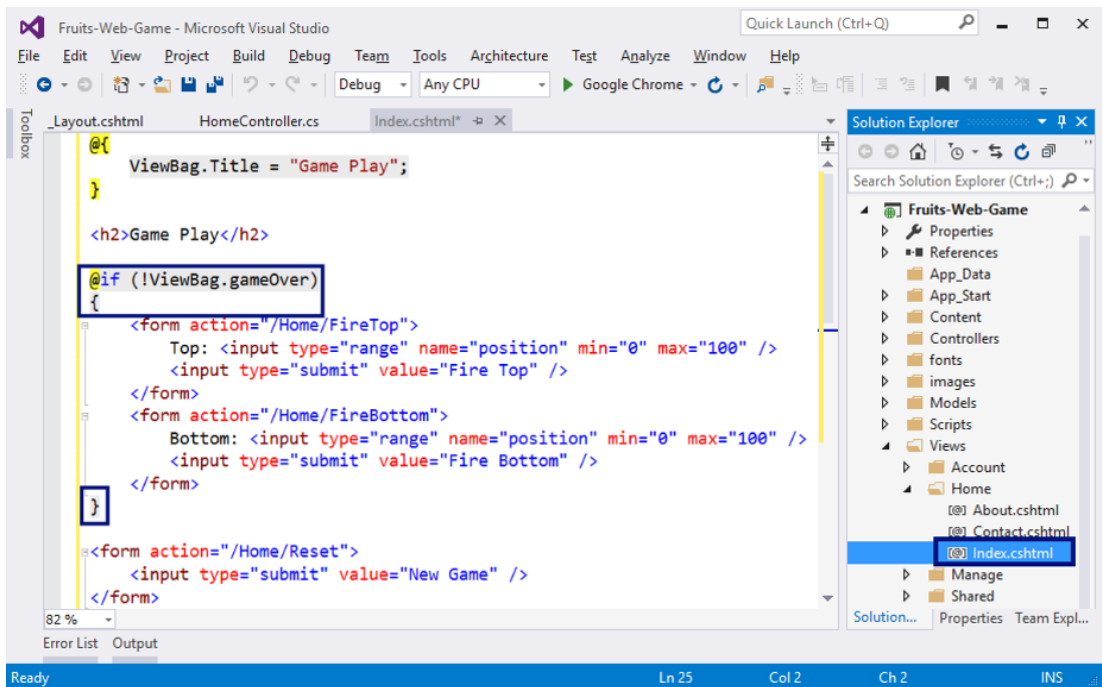 Fruits-Web-Game - Microsoft Visual Studio
Quick Launch (Ctrl+Q)
File Edit View Project Build Debug Team Tools Architecture Test Analyze Window Help
Debug Any CPU Google Chrome
Toolbox
_Layout.cshtml HomeController.cs Index.cshtml*
@{
ViewBag.Title = "Game Play";
}
<h2>Game Play</h2>
@if (!ViewBag.gameOver)
{
<form action="/Home/FireTop">
Top: <input type="range" name="position" min="0" max="100" />
<input type="submit" value="Fire Top" />
</form>
<form action="/Home/FireBottom">
Bottom: <input type="range" name="position" min="0" max="100" />
<input type="submit" value="Fire Bottom" />
</form>
}
<form action="/Home/Reset">
<input type="submit" value="New Game" />
</form>
82 %
Solution Explorer
Search Solution Explorer (Ctrl+;)
Fruits-Web-Game
Properties
References
App_Data
App_Start
Content
Controllers
fonts
images
Models
Scripts
Views
Account
Home
About.cshtml
Contact.cshtml
Index.cshtml
Manage
Shared
Solution... Properties Team Expl...
Error List Output
Ready Ln 25 Col 2 Ch 2 INS